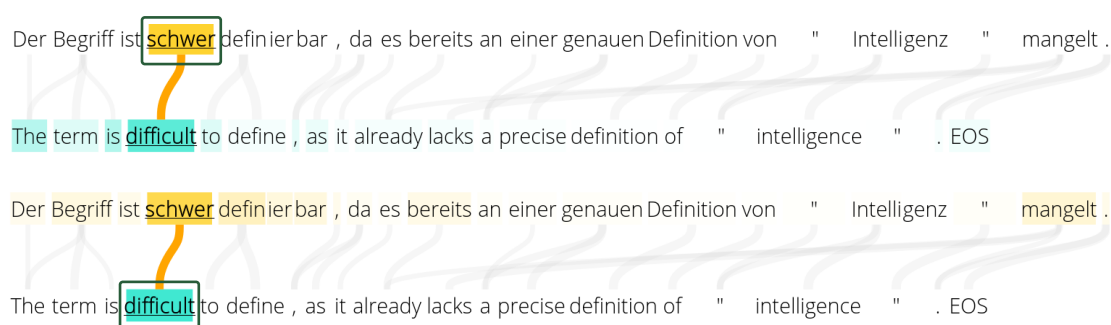 Der Begriff ist schwer definierbar , da es bereits an einer genauen Definition von " Intelligenz " mangelt .
The term is difficult to define , as it already lacks a precise definition of " intelligence " . EOS
Der Begriff ist schwer definierbar , da es bereits an einer genauen Definition von " Intelligenz " mangelt .
The term is difficult to define , as it already lacks a precise definition of " intelligence " . EOS